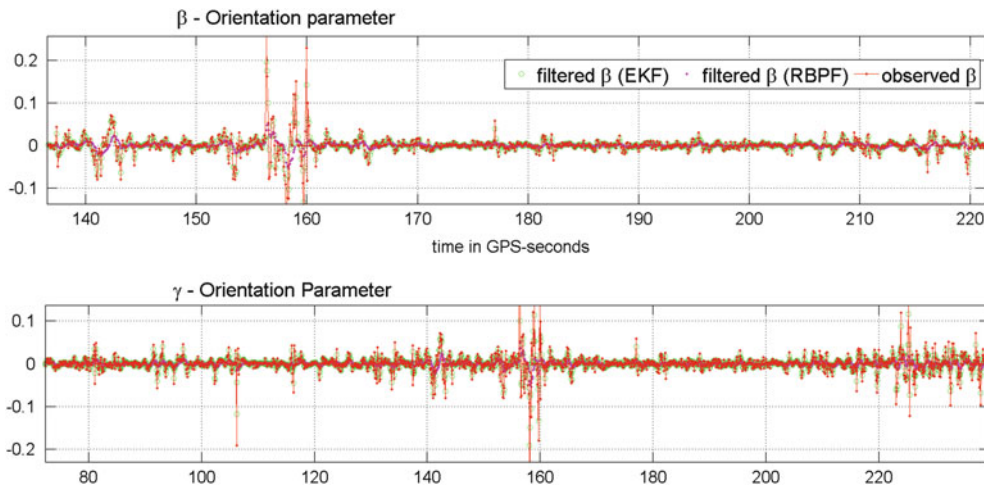 β - Orientation parameter
0.2
0.1
0
-0.1
filtered β (EKF) filtered β (RBPF) observed β
140 150 160 170 180 190 200 210 220
time in GPS-seconds
γ - Orientation Parameter
0.1
0
-0.1
-0.2
80 100 120 140 160 180 200 220